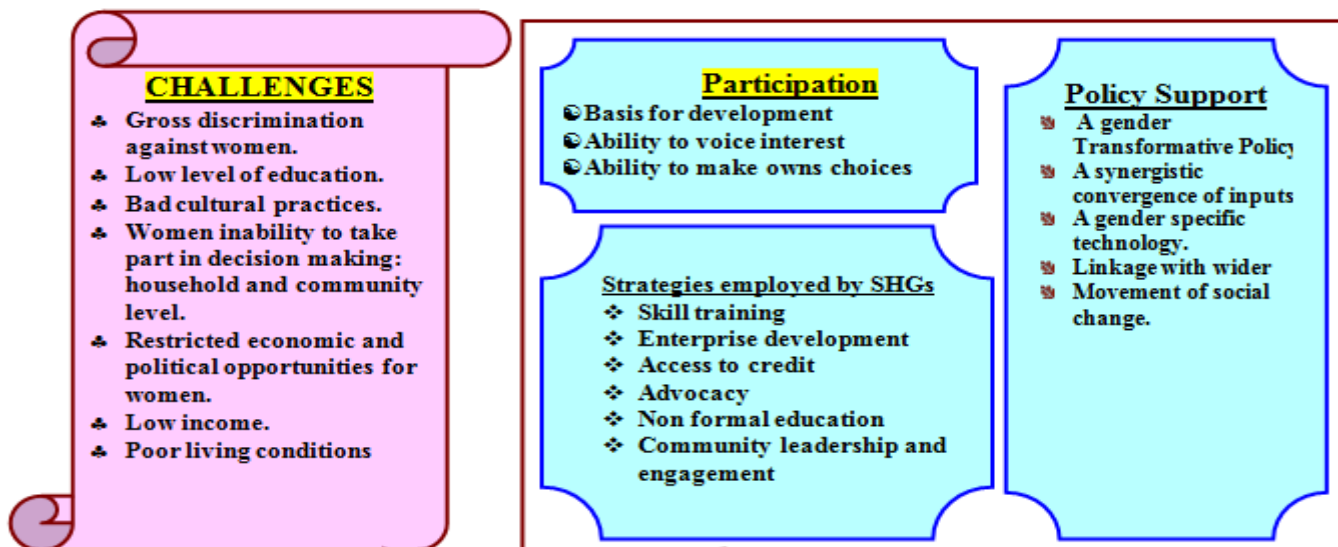 CHALLENGES
♣ Gross discrimination
against women.
♣ Low level of education.
♣ Bad cultural practices.
♣ Women inability to take
part in decision making:
household and community
level.
♣ Restricted economic and
political opportunities for
women.
♣ Low income.
♣ Poor living conditions
Participation
☯Basis for development
☯Ability to voice interest
☯Ability to make owns choices
Strategies employed by SHGs
❖ Skill training
❖ Enterprise development
❖ Access to credit
❖ Advocacy
❖ Non formal education
❖ Community leadership and
engagement
Policy Support
A gender
Transformative Policy
A synergistic
convergence of inputs
A gender specific
technology.
Linkage with wider
Movement of social
change.